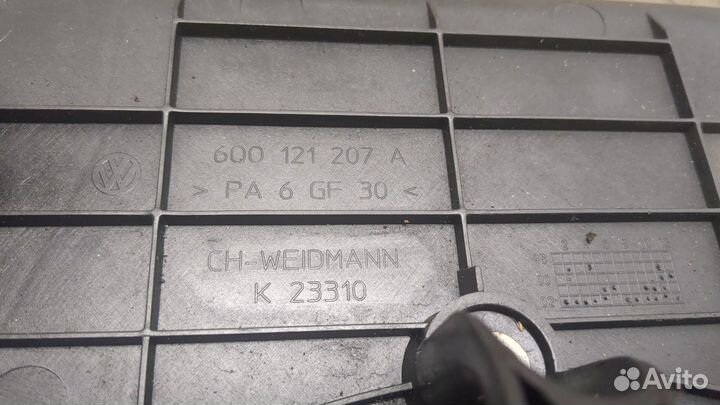 6Q0 121 207 A
> PA 6 GF 30 <
CH-WEIDMANN
K 23310
Avito